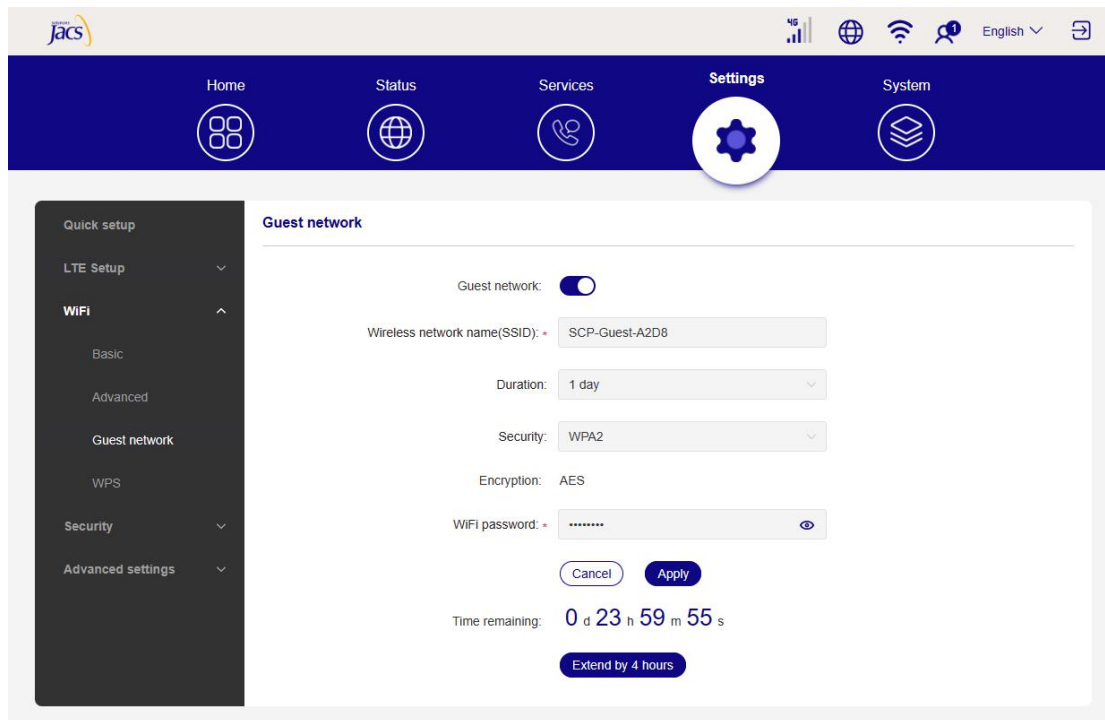 Jacs
4G
1
English
Home
Status
Services
Settings
System
Quick setup
LTE Setup
WiFi
Basic
Advanced
Guest network
WPS
Security
Advanced settings
Guest network
Guest network:
Wireless network name(SSID): * SCP-Guest-A2D8
Duration: 1 day
Security: WPA2
Encryption: AES
WiFi password: * ••••••••
Cancel Apply
Time remaining: 0 d 23 h 59 m 55 s
Extend by 4 hours